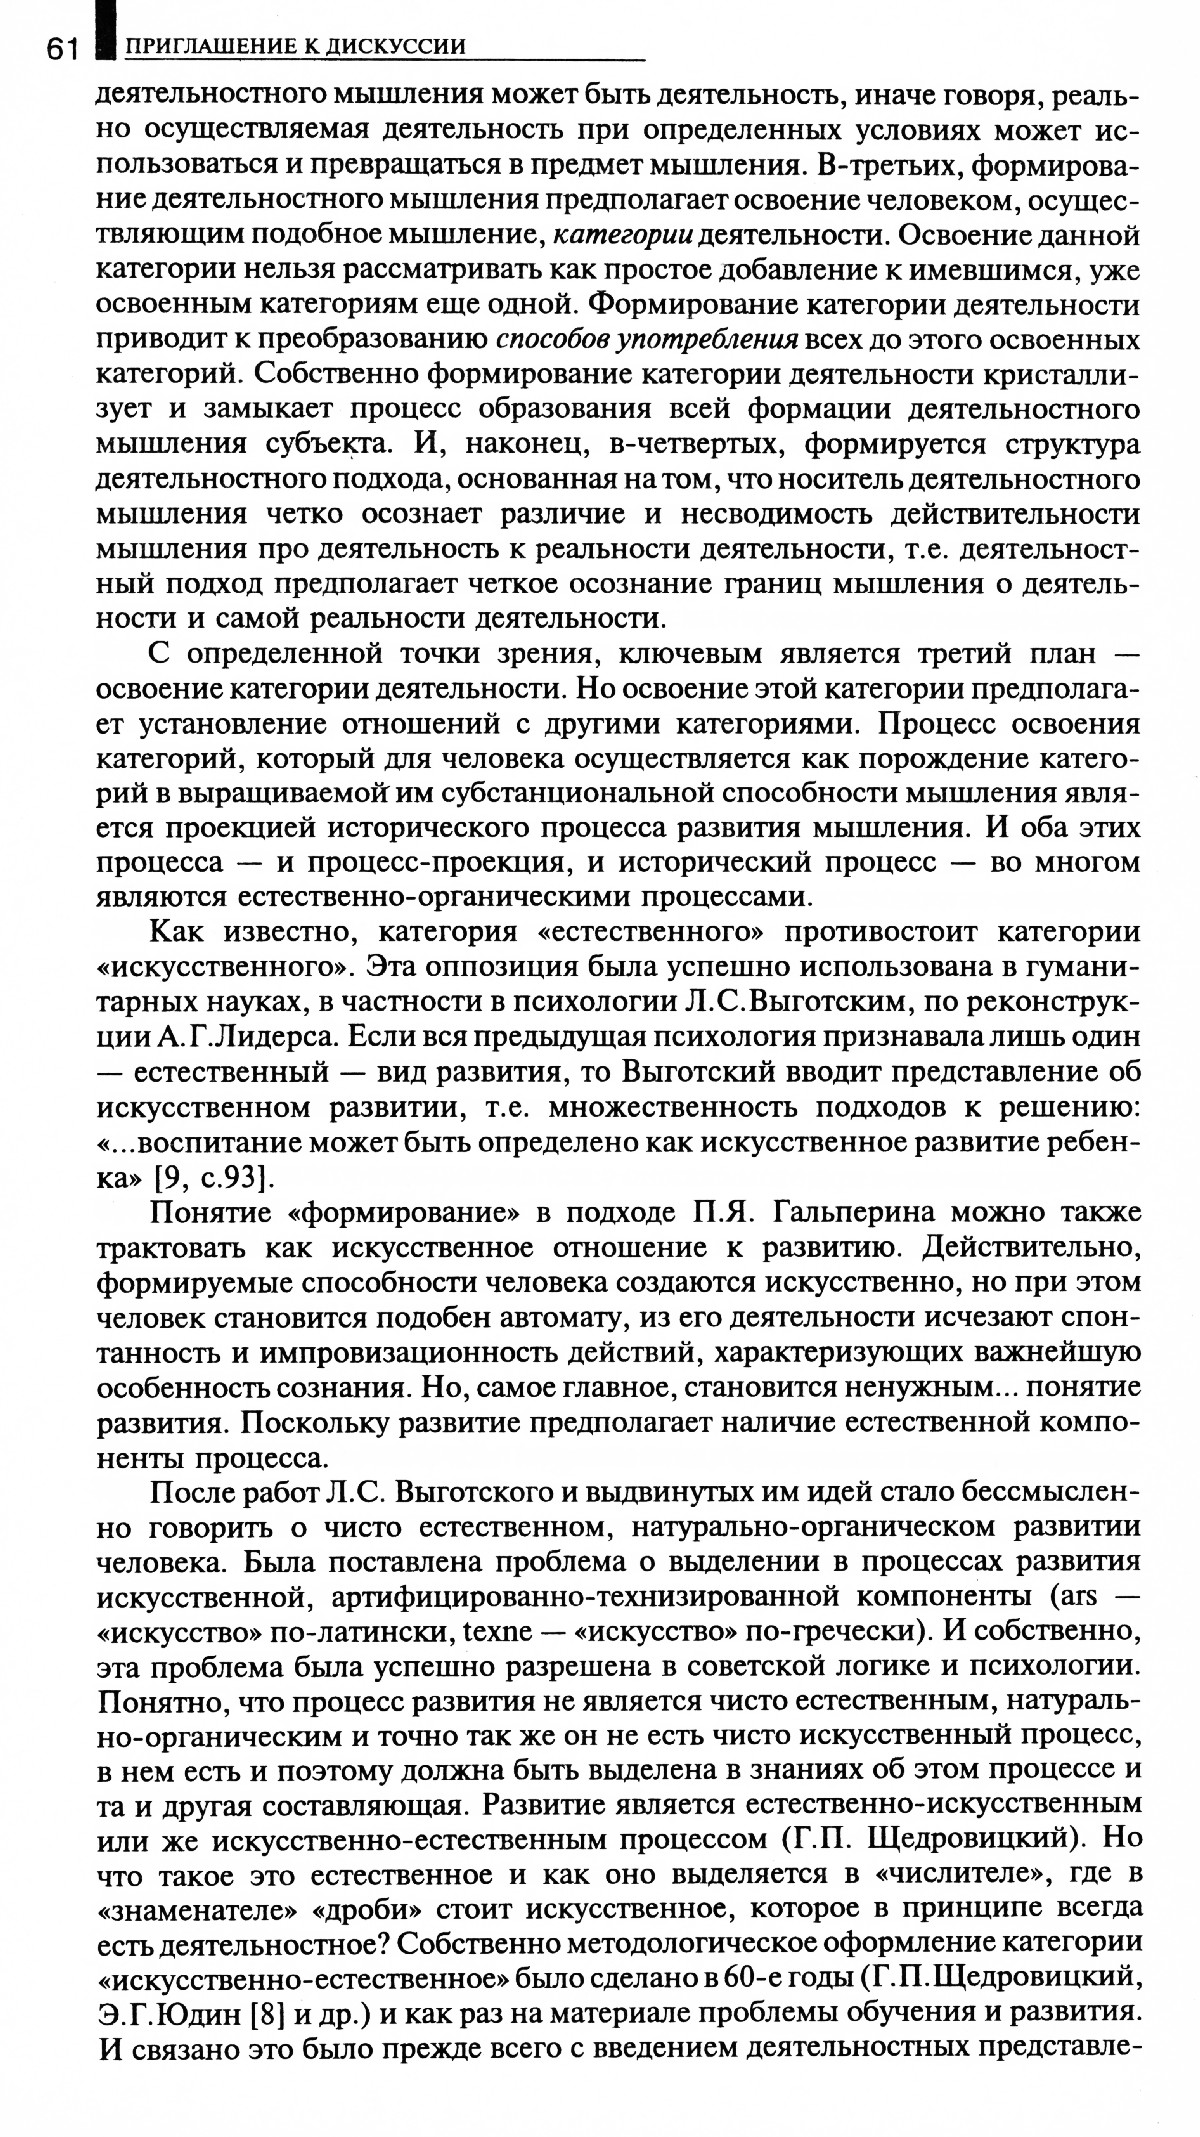 61 ПРИГЛАШЕНИЕ К ДИСКУССИИ
деятельностного мышления может быть деятельность, иначе говоря, реаль-
но осуществляемая деятельность при определенных условиях может ис-
пользоваться и превращаться в предмет мышления. В-третьих, формирова-
ние деятельностного мышления предполагает освоение человеком, осущес-
твляющим подобное мышление, категории деятельности. Освоение данной
категории нельзя рассматривать как простое добавление к имевшимся, уже
освоенным категориям еще одной. Формирование категории деятельности
приводит к преобразованию способов употребления всех до этого освоенных
категорий. Собственно формирование категории деятельности кристалли-
зует и замыкает процесс образования всей формации деятельностного
мышления субъекта. И, наконец, в-четвертых, формируется структура
деятельностного подхода, основанная на том, что носитель деятельностного
мышления четко осознает различие и несводимость действительности
мышления про деятельность к реальности деятельности, т.е. деятельност-
ный подход предполагает четкое осознание границ мышления о деятель-
ности и самой реальности деятельности.
С определенной точки зрения, ключевым является третий план —
освоение категории деятельности. Но освоение этой категории предполага-
ет установление отношений с другими категориями. Процесс освоения
категорий, который для человека осуществляется как порождение катего-
рий в выращиваемой им субстанциональной способности мышления явля-
ется проекцией исторического процесса развития мышления. И оба этих
процесса — и процесс-проекция, и исторический процесс — во многом
являются естественно-органическими процессами.
Как известно, категория «естественного» противостоит категории
«искусственного». Эта оппозиция была успешно использована в гумани-
тарных науках, в частности в психологии Л.С.Выготским, по реконструк-
ции А.Г.Лидерса. Если вся предыдущая психология признавала лишь один
— естественный — вид развития, то Выготский вводит представление об
искусственном развитии, т.е. множественность подходов к решению:
«...воспитание может быть определено как искусственное развитие ребен-
ка» [9, с.93].
Понятие «формирование» в подходе П.Я. Гальперина можно также
трактовать как искусственное отношение к развитию. Действительно,
формируемые способности человека создаются искусственно, но при этом
человек становится подобен автомату, из его деятельности исчезают спон-
танность и импровизационность действий, характеризующих важнейшую
особенность сознания. Но, самое главное, становится ненужным... понятие
развития. Поскольку развитие предполагает наличие естественной компо-
ненты процесса.
После работ Л.С. Выготского и выдвинутых им идей стало бессмыслен-
но говорить о чисто естественном, натурально-органическом развитии
человека. Была поставлена проблема о выделении в процессах развития
искусственной, артифицированно-технизированной компоненты (ars —
«искусство» по-латински, texne — «искусство» по-гречески). И собственно,
эта проблема была успешно разрешена в советской логике и психологии.
Понятно, что процесс развития не является чисто естественным, натураль-
но-органическим и точно так же он не есть чисто искусственный процесс,
в нем есть и поэтому должна быть выделена в знаниях об этом процессе и
та и другая составляющая. Развитие является естественно-искусственным
или же искусственно-естественным процессом (Г.П. Щедровицкий). Но
что такое это естественное и как оно выделяется в «числителе», где в
«знаменателе» «дроби» стоит искусственное, которое в принципе всегда
есть деятельностное? Собственно методологическое оформление категории
«искусственно-естественное» было сделано в 60-е годы (Г.П.Щедровицкий,
Э.Г.Юдин [8] и др.) и как раз на материале проблемы обучения и развития.
И связано это было прежде всего с введением деятельностных представле-